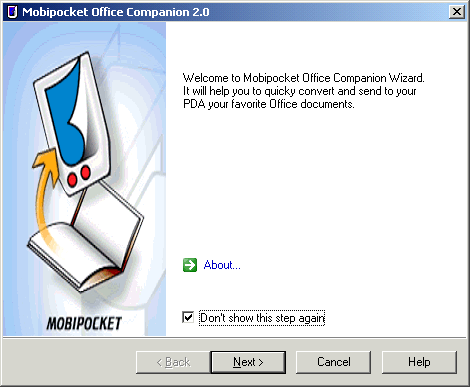 Mobipocket Office Companion 2.0
Welcome to Mobipocket Office Companion Wizard.
It will help you to quicky convert and send to your
PDA your favorite Office documents.
About...
Don't show this step again
MOBIPOCKET
< Back
Next >
Cancel
Help